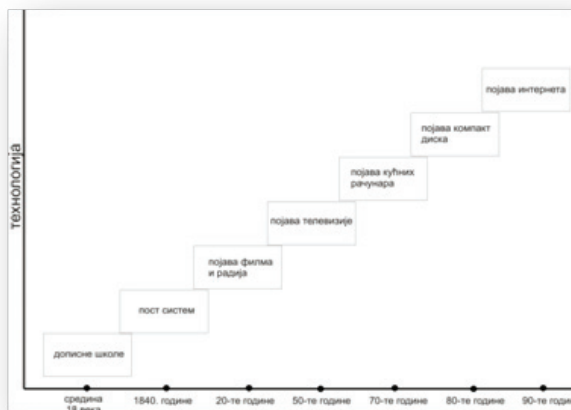 технологија
појава интернета
појава компакт
диска
појава кућних
рачунара
појава телевизије
појава филма
и радија
пост систем
дописне школе
средина
18 века
1840. године
20-те године
50-те године
70-те године
80-те године
90-те